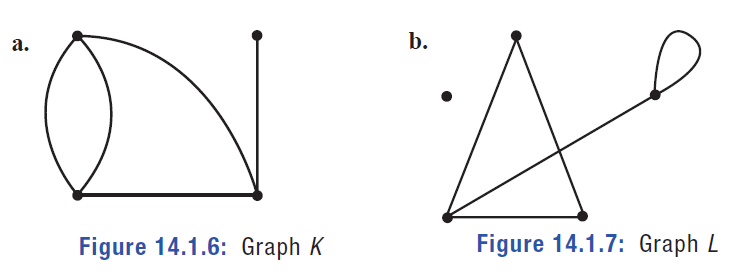 a.
b.
Figure 14.1.6: Graph K
Figure 14.1.7: Graph L